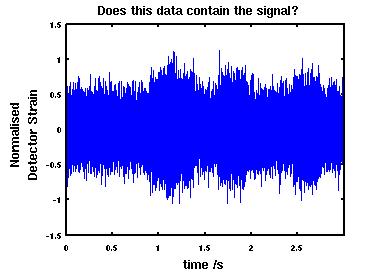 Does this data contain the signal?
1.5
1
0.5
0
-0.5
-1
-1.5
Normalised
Detector Strain
0 0.5 1 1.5 2 2.5
time /s